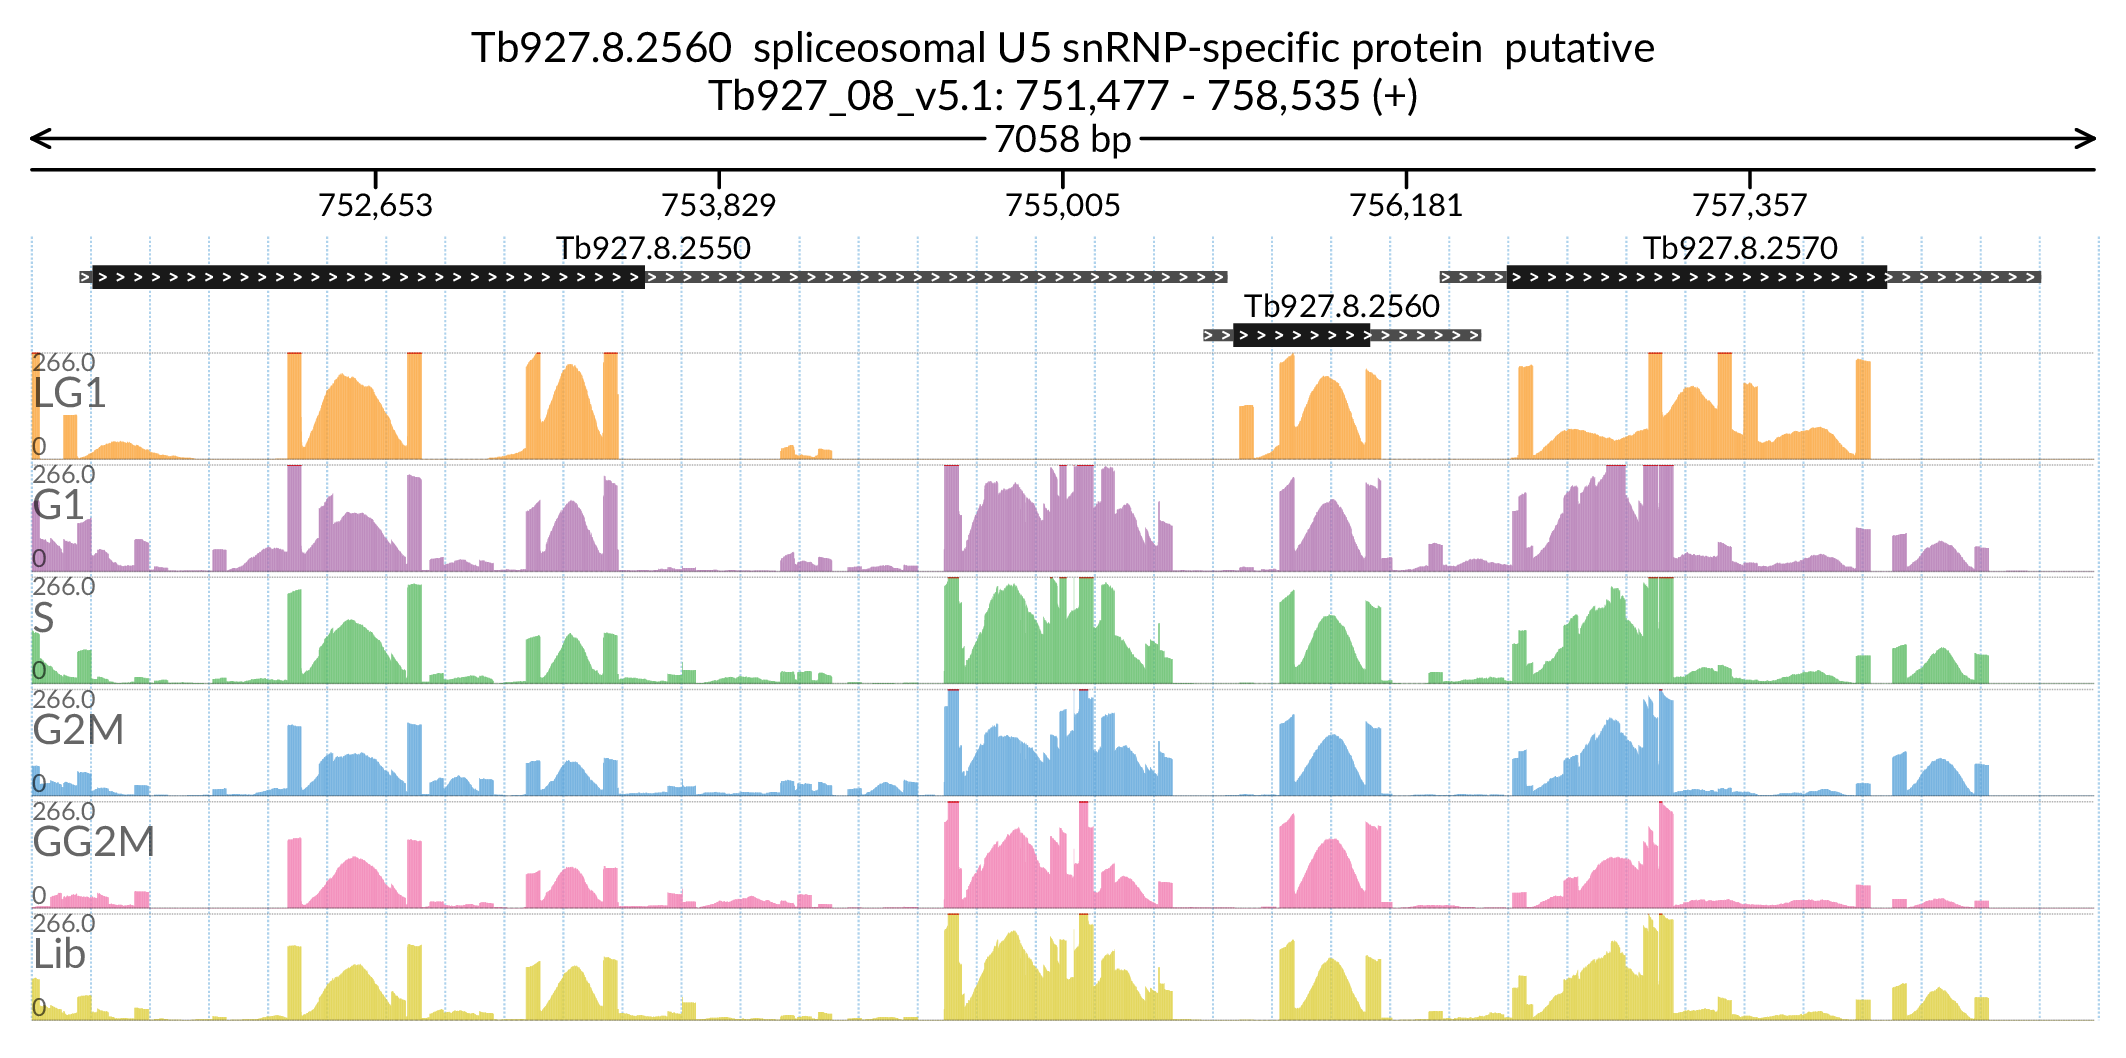 Tb927.8.2560  spliceosomal U5 snRNP-specific protein  putative
Tb927_08_v5.1: 751,477 - 758,535 (+)
7058 bp
752,653 753,829 755,005 756,181 757,357
Tb927.8.2550 Tb927.8.2570
Tb927.8.2560
266.0
LG1
0
266.0
G1
0
266.0
S
0
266.0
G2M
0
266.0
GG2M
0
266.0
Lib
0